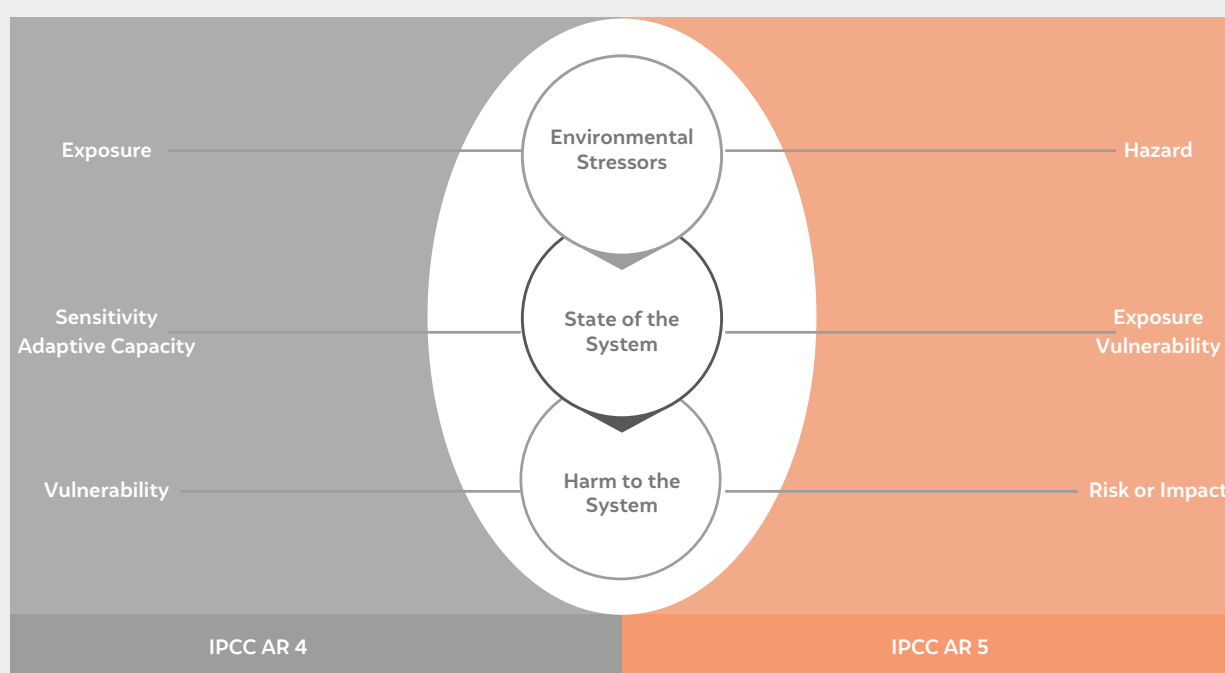 Environmental
Stressors
Exposure
Hazard
Sensitivity
Adaptive Capacity
State of the
System
Exposure
Vulnerability
Vulnerability
Harm to the
System
Risk or Impact
IPCC AR 4
IPCC AR 5